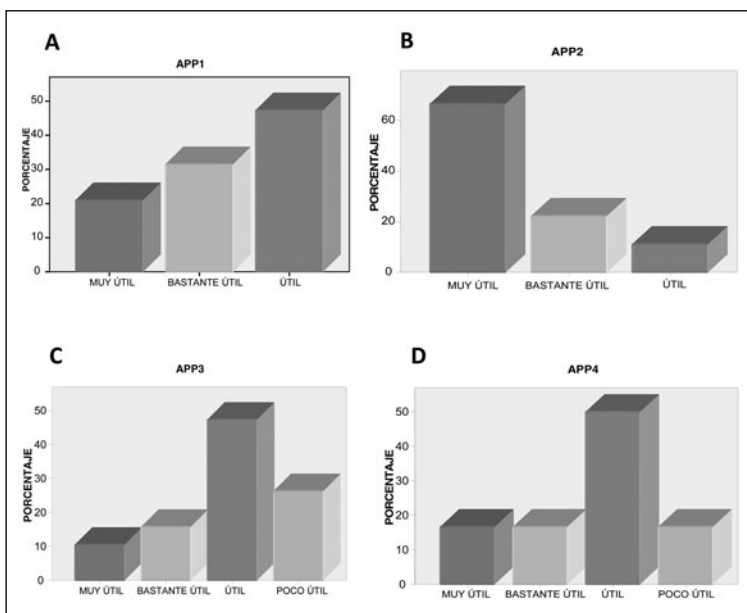 A
APP1
PORCENTAJE
50
40
30
20
10
0
MUY ÚTIL BASTANTE ÚTIL ÚTIL
B
APP2
PORCENTAJE
60
40
20
0
MUY ÚTIL BASTANTE ÚTIL ÚTIL
C
APP3
PORCENTAJE
50
40
30
20
10
0
MUY ÚTIL BASTANTE ÚTIL ÚTIL POCO ÚTIL
D
APP4
PORCENTAJE
50
40
30
20
10
0
MUY ÚTIL BASTANTE ÚTIL ÚTIL POCO ÚTIL